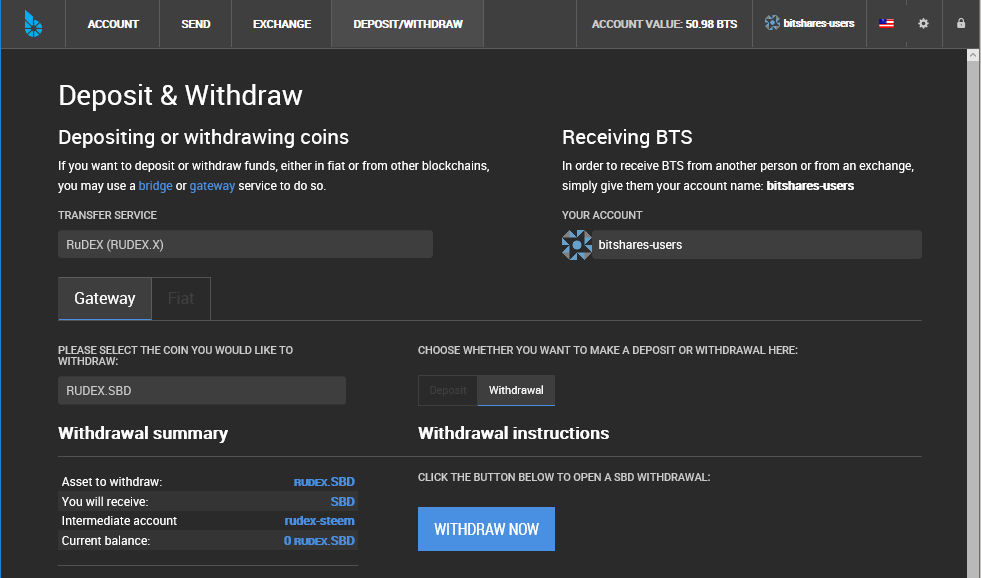 ACCOUNT SEND EXCHANGE DEPOSIT/WITHDRAW ACCOUNT VALUE: 50.98 BTS bitshares-users
Deposit & Withdraw
Depositing or withdrawing coins
If you want to deposit or withdraw funds, either in fiat or from other blockchains,
you may use a bridge or gateway service to do so.
TRANSFER SERVICE
RuDEX (RUDEX.X)
Receiving BTS
In order to receive BTS from another person or from an exchange,
simply give them your account name: bitshares-users
YOUR ACCOUNT
bitshares-users
Gateway Fiat
PLEASE SELECT THE COIN YOU WOULD LIKE TO
WITHDRAW:
RUDEX.SBD
CHOOSE WHETHER YOU WANT TO MAKE A DEPOSIT OR WITHDRAWAL HERE:
Deposit Withdrawal
Withdrawal summary
Asset to withdraw: RUDEX.SBD
You will receive: SBD
Intermediate account rudex-steem
Current balance: 0 RUDEX.SBD
Withdrawal instructions
CLICK THE BUTTON BELOW TO OPEN A SBD WITHDRAWAL:
WITHDRAW NOW